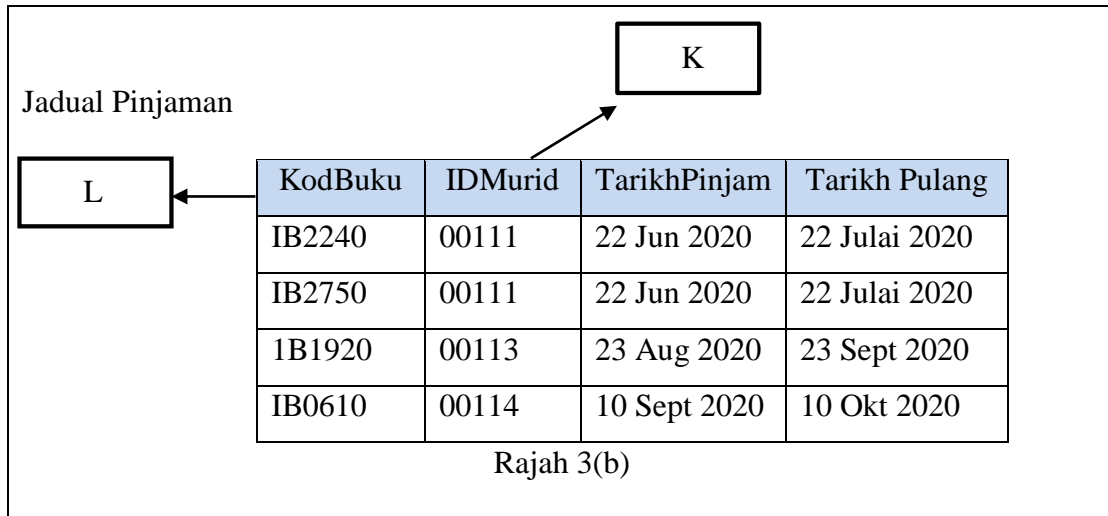 K
Jadual Pinjaman
L
KodBuku IDMurid TarikhPinjam Tarikh Pulang
IB2240 00111 22 Jun 2020 22 Julai 2020
IB2750 00111 22 Jun 2020 22 Julai 2020
1B1920 00113 23 Aug 2020 23 Sept 2020
IB0610 00114 10 Sept 2020 10 Okt 2020
Rajah 3(b)